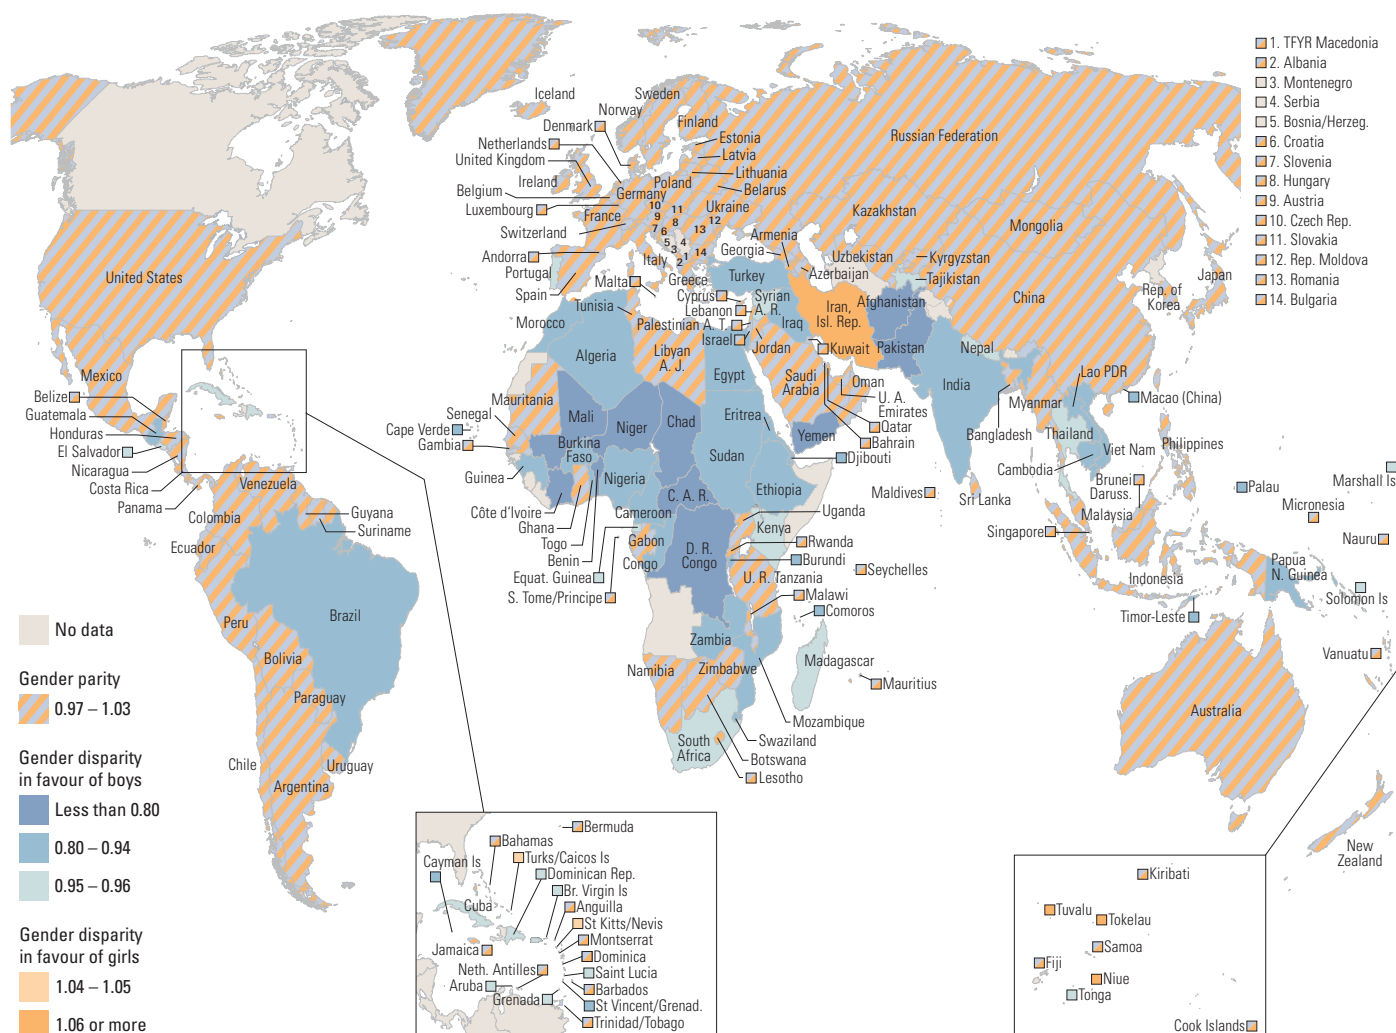 1. TFYR Macedonia
2. Albania
3. Montenegro
4. Serbia
5. Bosnia/Herzeg.
6. Croatia
7. Slovenia
8. Hungary
9. Austria
10. Czech Rep.
11. Slovakia
12. Rep. Moldova
13. Romania
14. Bulgaria
Iceland
Norway
Sweden
Finland
Denmark
Netherlands
United Kingdom
Ireland
Belgium
Luxembourg
Germany
Poland
Estonia
Latvia
Lithuania
Belarus
Ukraine
France
Switzerland
10
11
9
8
12
7
6
13
5
4
3
1
14
2
Andorra
Portugal
Spain
Italy
Malta
Greece
Armenia
Georgia
Azerbaijan
Turkey
Cyprus
Lebanon
Syrian
A. R.
Palestinian A. T.
Israel
Iraq
Jordan
Kuwait
Iran,
Isl. Rep.
Russian Federation
Kazakhstan
Mongolia
Uzbekistan
Kyrgyzstan
Tajikistan
Afghanistan
Pakistan
China
Japan
Rep. of
Korea
Nepal
India
Lao PDR
Macao (China)
Myanmar
Bangladesh
Thailand
Viet Nam
Cambodia
Philippines
Brunei
Daruss.
Malaysia
Singapore
Indonesia
Sri Lanka
Maldives
Timor-Leste
Papua
N. Guinea
Palau
Marshall Is
Micronesia
Nauru
Solomon Is
Vanuatu
Australia
New
Zealand
Saudi
Arabia
Oman
U. A.
Emirates
Qatar
Bahrain
Yemen
Djibouti
Tunisia
Morocco
Algeria
Libyan
A. J.
Egypt
Mauritania
Mali
Niger
Chad
Sudan
Eritrea
Ethiopia
Senegal
Cape Verde
Gambia
Guinea
Burkina
Faso
Nigeria
Côte d'Ivoire
Ghana
Togo
Benin
Cameroon
C. A. R.
Equat. Guinea
S. Tome/Principe
Gabon
Congo
D. R.
Congo
Uganda
Kenya
Rwanda
Burundi
U. R. Tanzania
Malawi
Comoros
Seychelles
Zambia
Zimbabwe
Namibia
Madagascar
Mauritius
Mozambique
Swaziland
Botswana
South
Africa
Lesotho
United States
Mexico
Belize
Guatemala
Honduras
El Salvador
Nicaragua
Costa Rica
Panama
Venezuela
Colombia
Ecuador
Guyana
Suriname
Peru
Brazil
Bolivia
Paraguay
Chile
Uruguay
Argentina
No data
Gender parity
0.97 – 1.03
Gender disparity
in favour of boys
Less than 0.80
0.80 – 0.94
0.95 – 0.96
Gender disparity
in favour of girls
1.04 – 1.05
1.06 or more
Bermuda
Bahamas
Cayman Is
Turks/Caicos Is
Dominican Rep.
Br. Virgin Is
Cuba
Anguilla
St Kitts/Nevis
Jamaica
Montserrat
Dominica
Neth. Antilles
Saint Lucia
Aruba
Barbados
Grenada
St Vincent/Grenad.
Trinidad/Tobago
Kiribati
Tuvalu
Tokelau
Samoa
Fiji
Niue
Tonga
Cook Islands